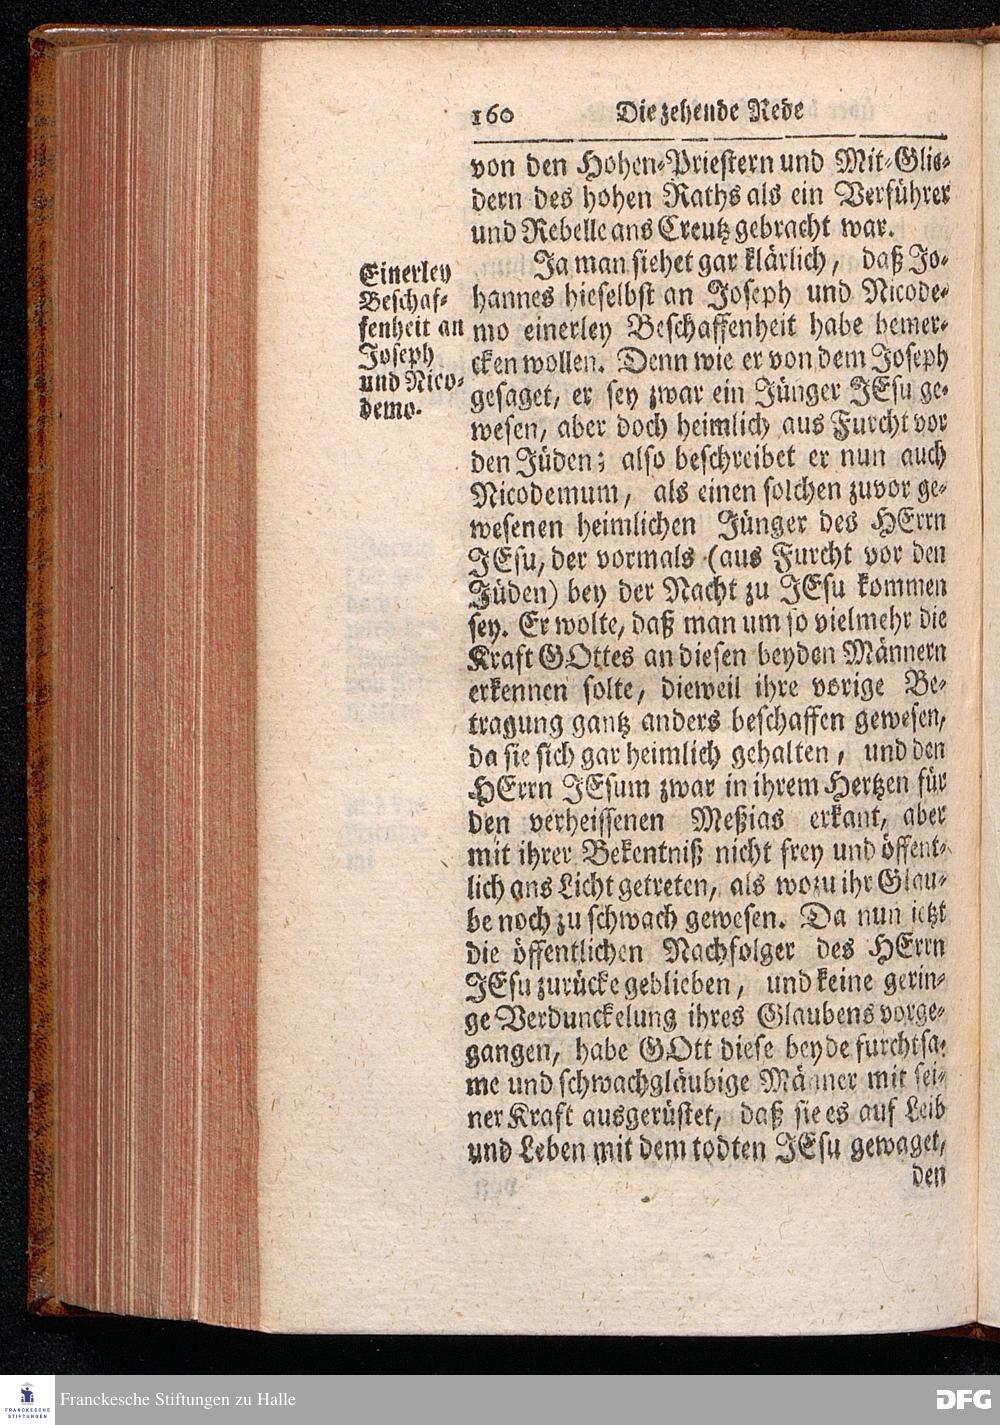 160 Die zehende Rede
von den Hohen-Priestern und Mit-Glie-
dern des hohen Raths als ein Verführer
und Rebelle ans Creutz gebracht war.
Einerley
Beschaf-
fenheit an
Joseph
und Nico-
demo.
Ja man siehet gar klärlich, daß Jo-
hannes hieselbst an Joseph und Nicode-
mo einerley Beschaffenheit habe bemer-
cken wollen. Denn wie er von dem Joseph
gesaget, er sey zwar ein Jünger JEsu ge-
wesen, aber doch heimlich aus Furcht vor
den Jüden; also beschreibet er nun auch
Nicodemum, als einen solchen zuvor ge-
wesenen heimlichen Jünger des HErrn
JEsu, der vormals (aus Furcht vor den
Jüden) bey der Nacht zu JEsu kommen
sey. Er wolte, daß man um so vielmehr die
Kraft GOttes an diesen beyden Männern
erkennen solte, dieweil ihre vorige Be-
tragung gantz anders beschaffen gewesen,
da sie sich gar heimlich gehalten, und den
HErrn JEsum zwar in ihrem Hertzen für
den verheissenen Meßias erkant, aber
mit ihrer Bekentniß nicht frey und öffent-
lich ans Licht getreten, als wozu ihr Glau-
be noch zu schwach gewesen. Da nun ietzt
die öffentlichen Nachfolger des HErrn
JEsu zurücke geblieben, und keine gerin-
ge Verdunckelung ihres Glaubens vorge-
gangen, habe GOtt diese beyde furchtsa-
me und schwachgläubige Männer mit sei-
ner Kraft ausgerüstet, daß sie es auf Leib
und Leben mit dem todten JEsu gewaget,
den
FRANCKESCHE
STIFTUNGEN
Franckesche Stiftungen zu Halle
DFG